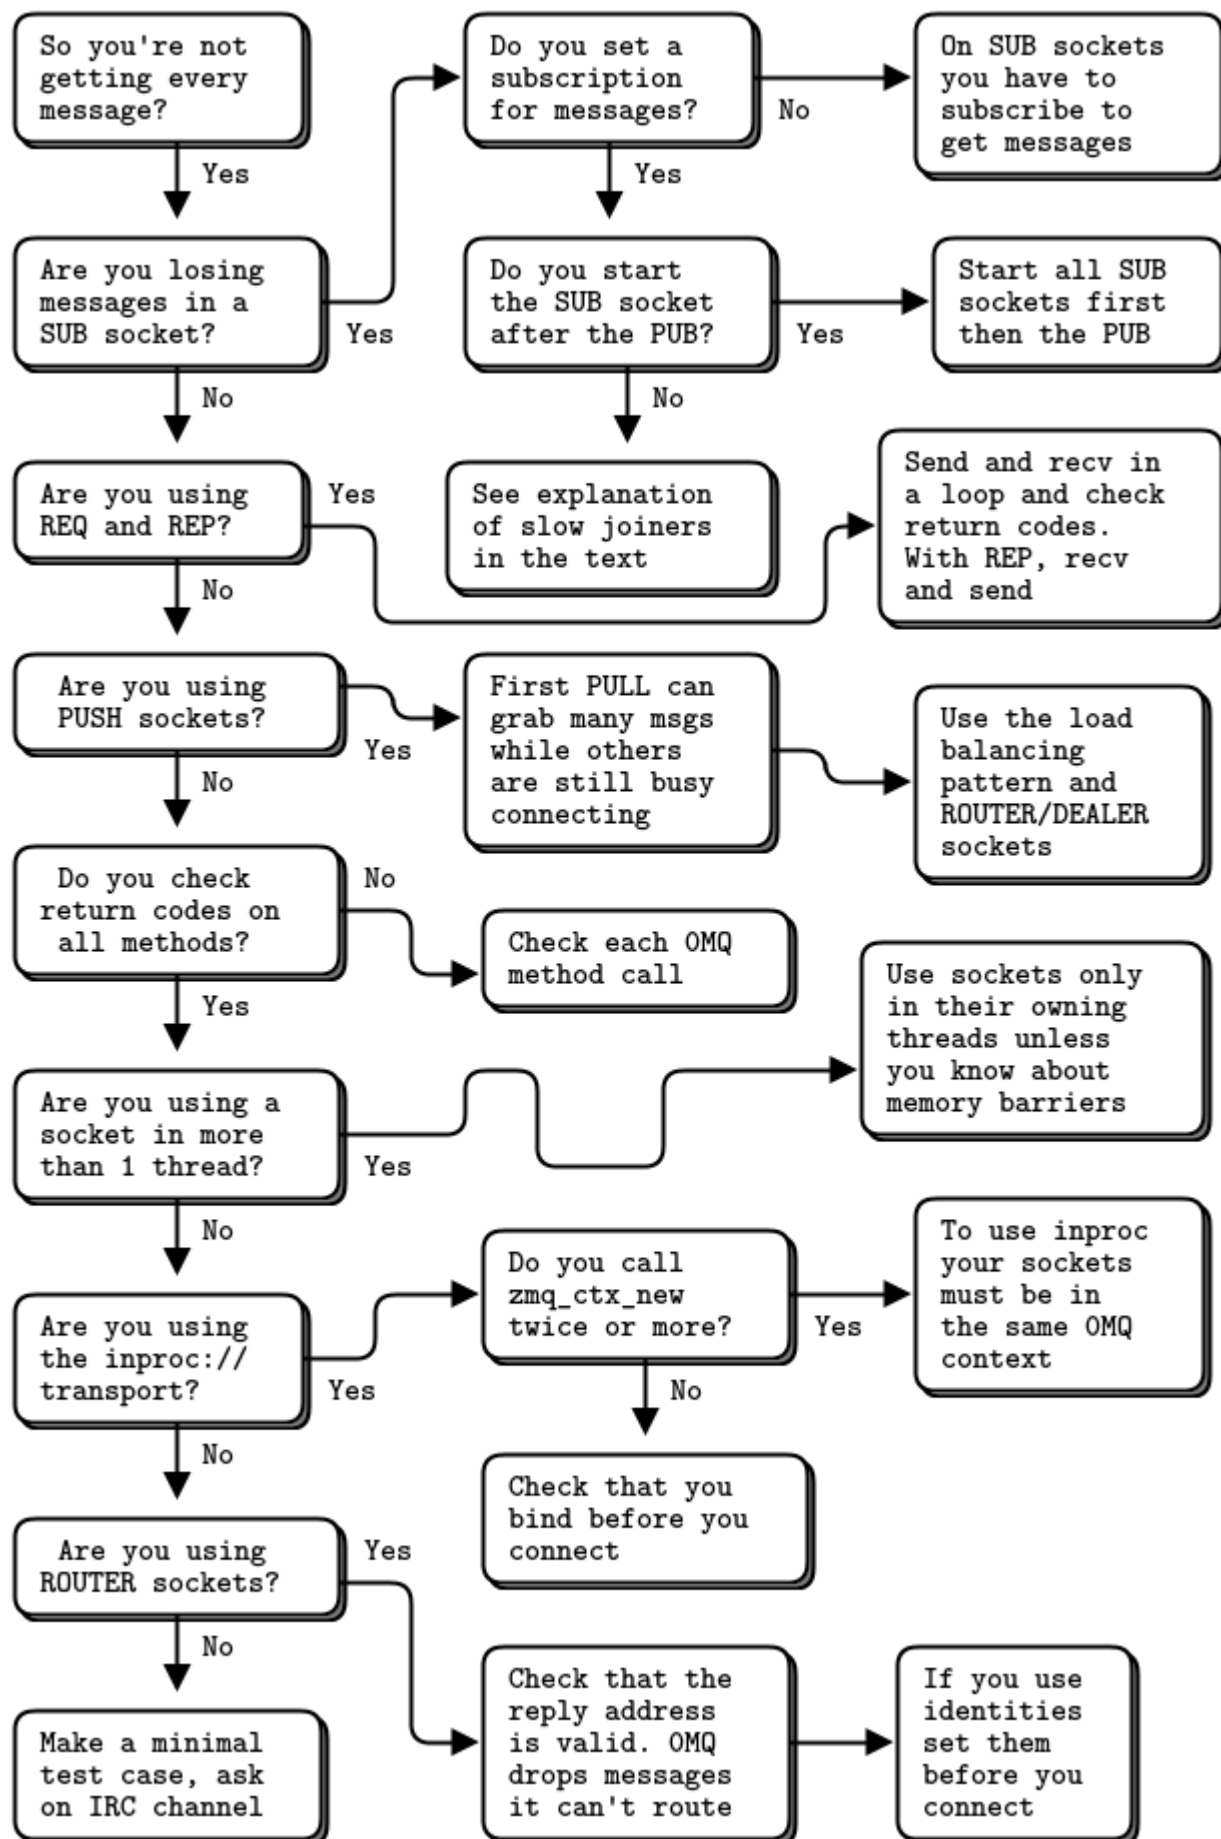 So you're not
getting every
message?
Yes
Do you set a
subscription
for messages?
No
Yes
On SUB sockets
you have to
subscribe to
get messages
Are you losing
messages in a
SUB socket?
Yes
No
Do you start
the SUB socket
after the PUB?
Yes
No
Start all SUB
sockets first
then the PUB
Are you using
REQ and REP?
Yes
No
See explanation
of slow joiners
in the text
Send and recv in
a loop and check
return codes.
With REP, recv
and send
Are you using
PUSH sockets?
Yes
No
First PULL can
grab many msgs
while others
are still busy
connecting
Use the load
balancing
pattern and
ROUTER/DEALER
sockets
Do you check
return codes on
all methods?
No
Yes
Check each OMQ
method call
Use sockets only
in their owning
threads unless
you know about
memory barriers
Are you using a
socket in more
than 1 thread?
Yes
No
Do you call
zmq_ctx_new
twice or more?
Yes
No
To use inproc
your sockets
must be in
the same OMQ
context
Are you using
the inproc://
transport?
Yes
No
Check that you
bind before you
connect
Are you using
ROUTER sockets?
Yes
No
Check that the
reply address
is valid. OMQ
drops messages
it can't route
If you use
identities
set them
before you
connect
Make a minimal
test case, ask
on IRC channel